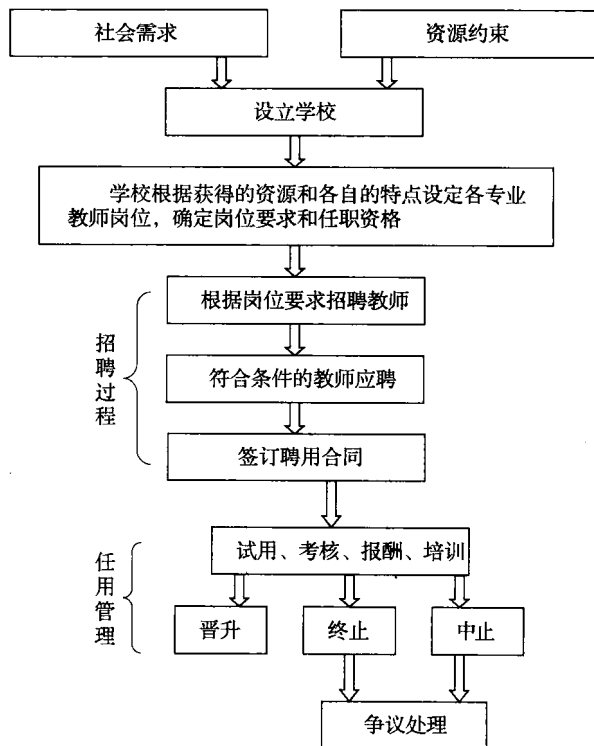 社会需求
资源约束
设立学校
学校根据获得的资源和各自的特点设定各专业
教师岗位，确定岗位要求和任职资格
根据岗位要求招聘教师
招聘过程
符合条件的教师应聘
签订聘用合同
试用、考核、报酬、培训
任用管理
晋升
终止
中止
争议处理